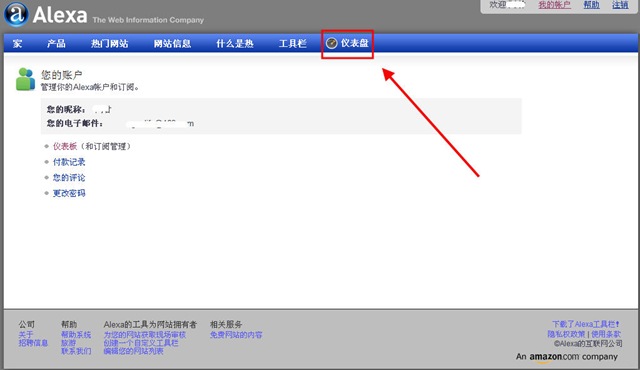 Alexa The Web Information Company
欢迎 我的账户 帮助 注销
家 产品 热门网站 网站信息 什么是热 工具栏 仪表盘
您的账户
管理你的Alexa帐户和订阅。
您的昵称：
您的电子邮件：
仪表板（和订阅管理）
付款记录
您的评论
更改密码
公司 帮助 Alexa的工具为网站拥有者 相关服务
关于 帮助系统 为您的网站获取现场审核 免费网站的内容
招聘信息 旅游 创建一个自定义工具栏
联系我们 编辑您的网站列表
下载了Alexa工具栏!
隐私权政策 | 使用条款
©Alexa的互联网公司
An amazon.com company